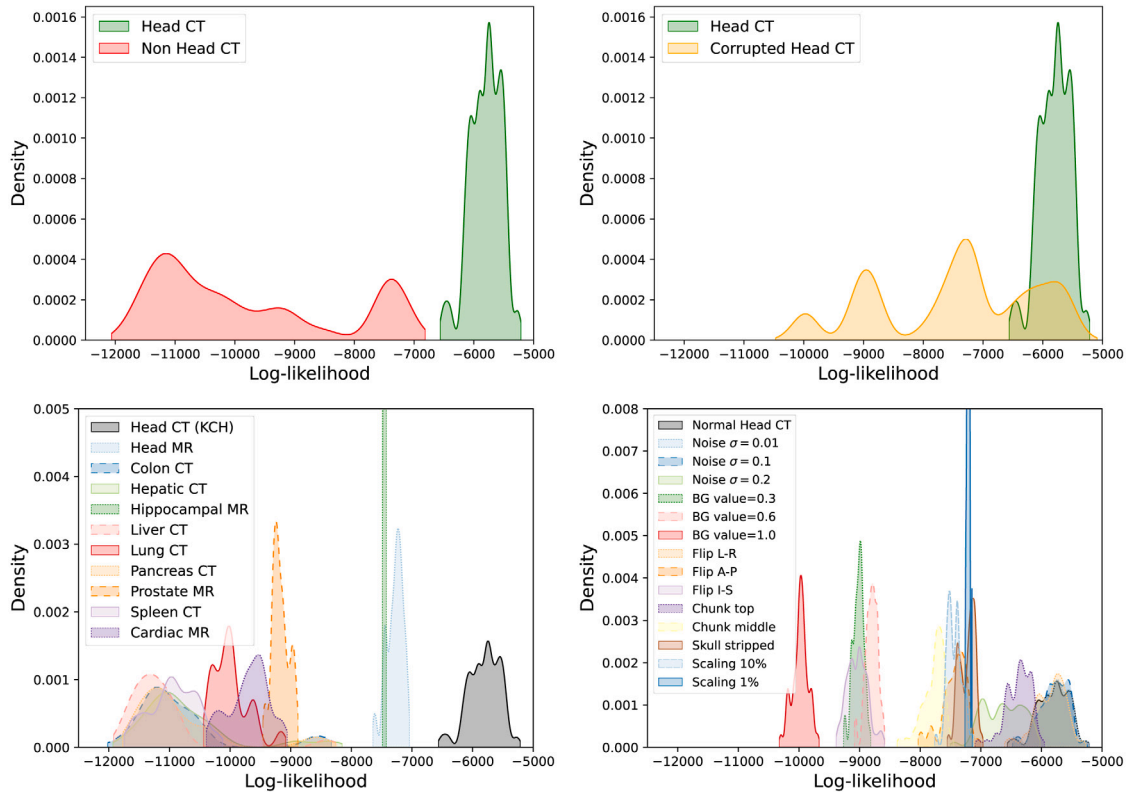 Head CT
Non Head CT
0.0016
0.0014
0.0012
0.0010
0.0008
0.0006
0.0004
0.0002
0.0000
Density
−12000 −11000 −10000 −9000 −8000 −7000 −6000 −5000
Log-likelihood
Head CT
Corrupted Head CT
0.0016
0.0014
0.0012
0.0010
0.0008
0.0006
0.0004
0.0002
0.0000
Density
−12000 −11000 −10000 −9000 −8000 −7000 −6000 −5000
Log-likelihood
Head CT (KCH)
Head MR
Colon CT
Hepatic CT
Hippocampal MR
Liver CT
Lung CT
Pancreas CT
Prostate MR
Spleen CT
Cardiac MR
0.005
0.004
0.003
0.002
0.001
0.000
Density
−12000 −11000 −10000 −9000 −8000 −7000 −6000 −5000
Log-likelihood
Normal Head CT
Noise σ = 0.01
Noise σ = 0.1
Noise σ = 0.2
BG value=0.3
BG value=0.6
BG value=1.0
Flip L-R
Flip A-P
Flip I-S
Chunk top
Chunk middle
Skull stripped
Scaling 10%
Scaling 1%
0.008
0.007
0.006
0.005
0.004
0.003
0.002
0.001
0.000
Density
−12000 −11000 −10000 −9000 −8000 −7000 −6000 −5000
Log-likelihood